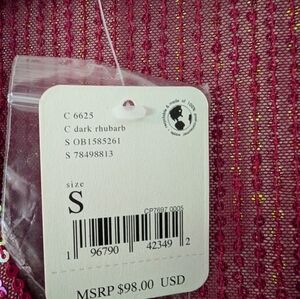 C 6625
C dark rhubarb
S OB1585261
S 78498813
size
S
CP7697 0005
1 96790 42349 2
MSRP $98.00 USD